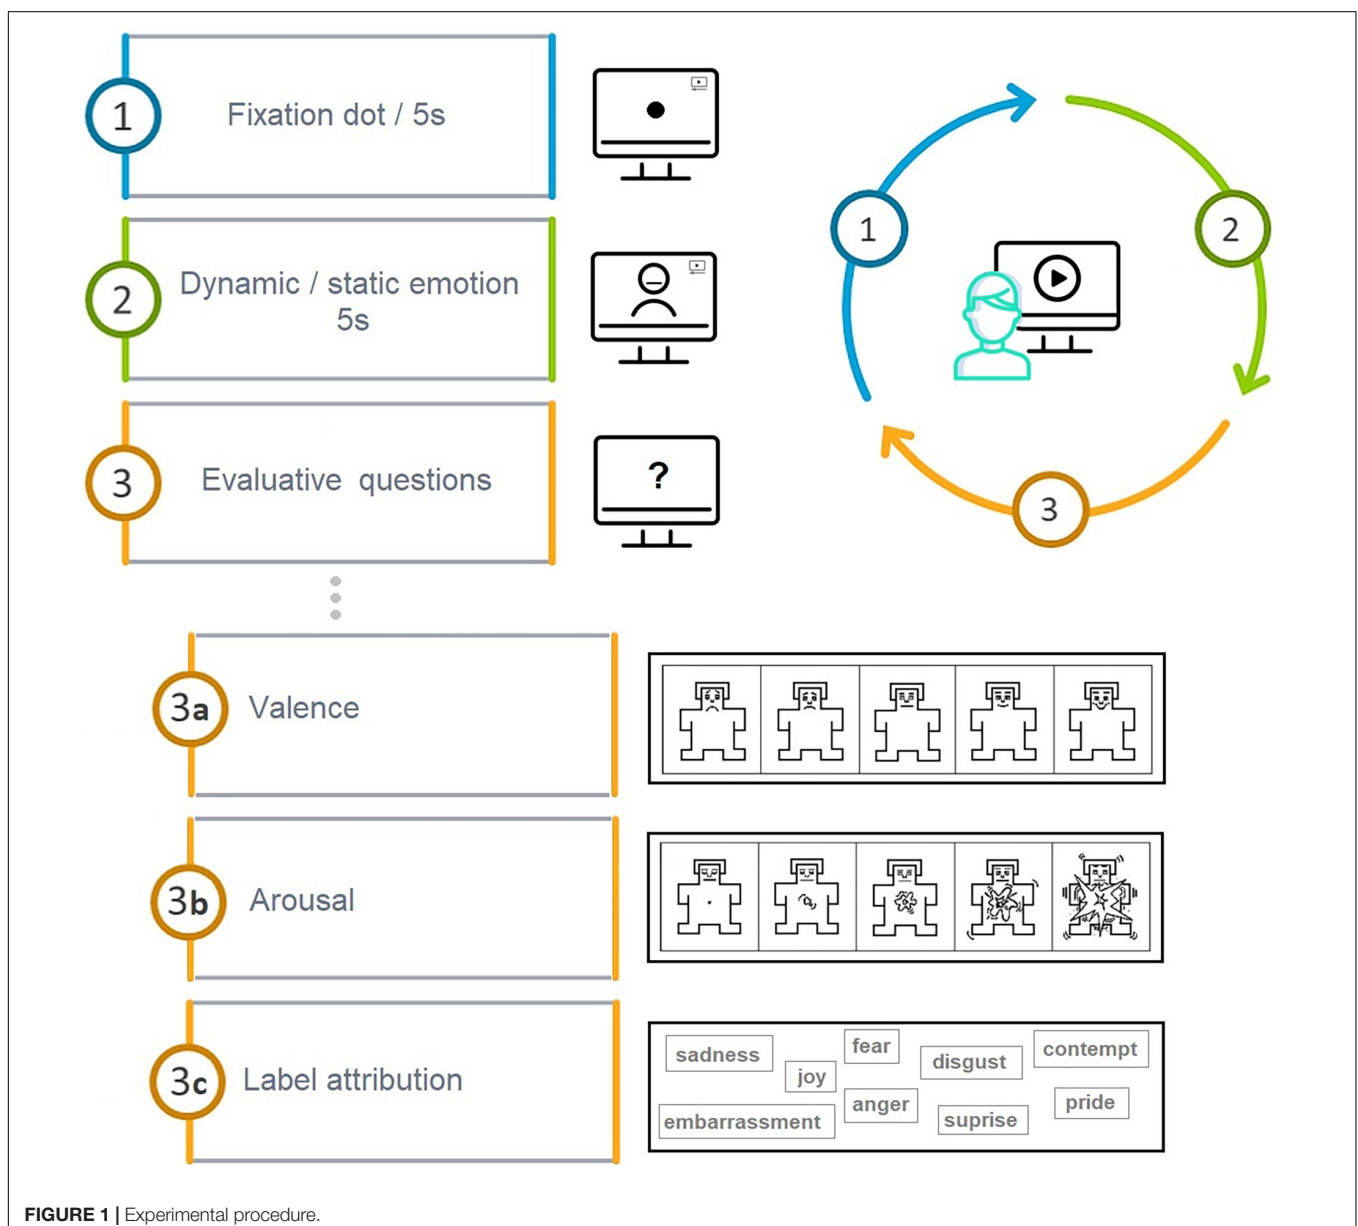 1
Fixation dot / 5s
2
Dynamic / static emotion
5s
3
Evaluative questions
?
1
2
3
3a
Valence
3b
Arousal
3c
Label attribution
sadness
fear
contempt
joy
disgust
embarrassment
anger
suprise
pride
FIGURE 1 | Experimental procedure.